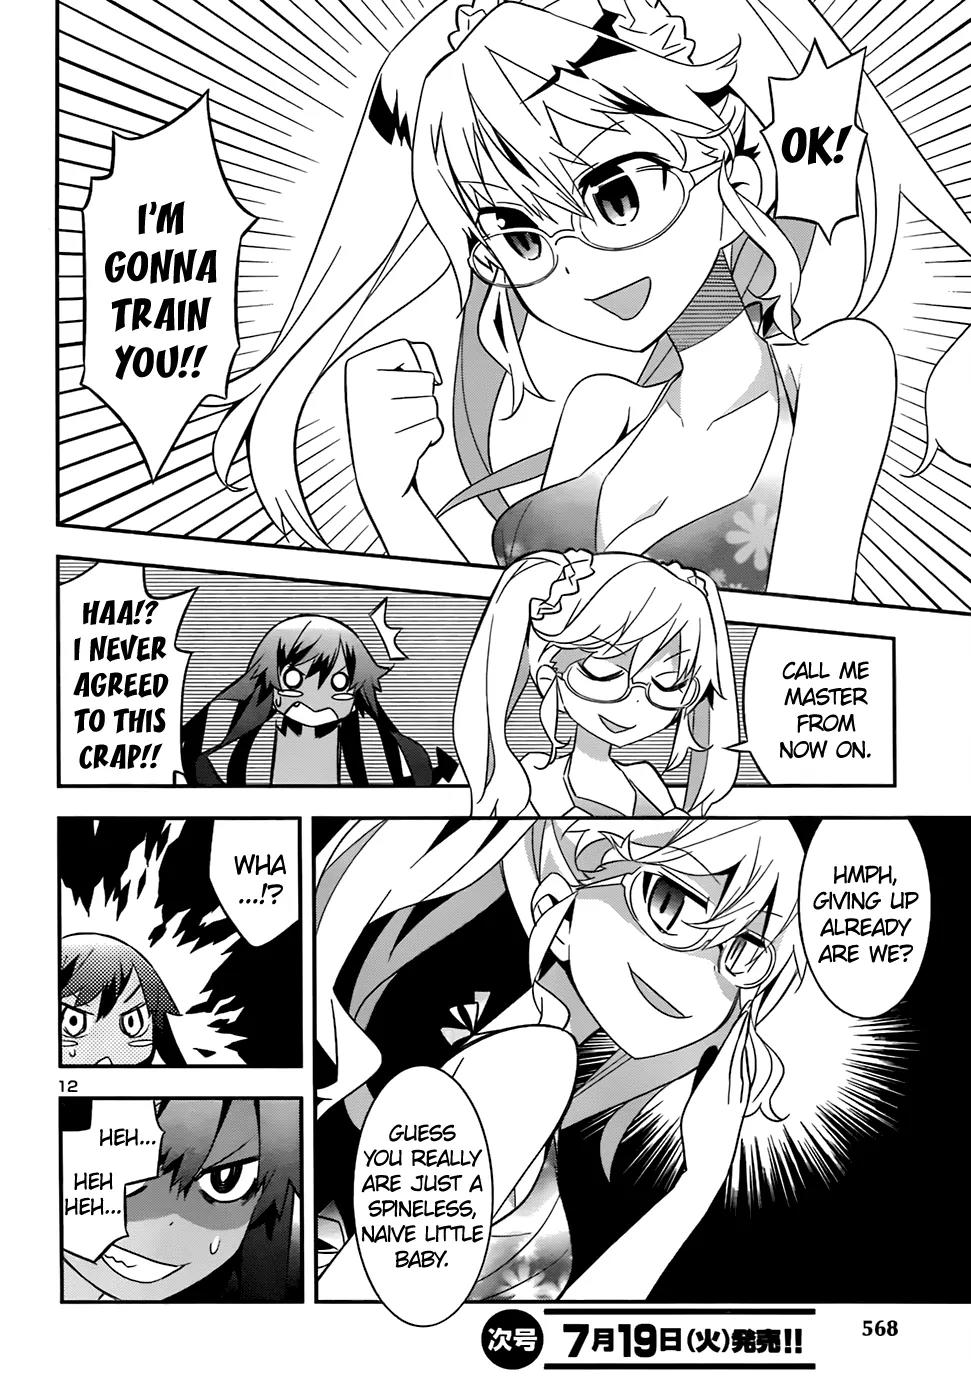 OK!
I'M
GONNA
TRAIN
YOU!!
CALL ME
MASTER
FROM
NOW ON.
HAA!?
I NEVER
AGREED
TO THIS
CRAP!!
HMPH,
GIVING UP
ALREADY
ARE WE?
GUESS
YOU REALLY
ARE JUST A
SPINELESS,
NAIVE LITTLE
BABY.
WHA
...!?
12
HEH...
HEH
HEH...
次号 7月19日(火)発売!!
568